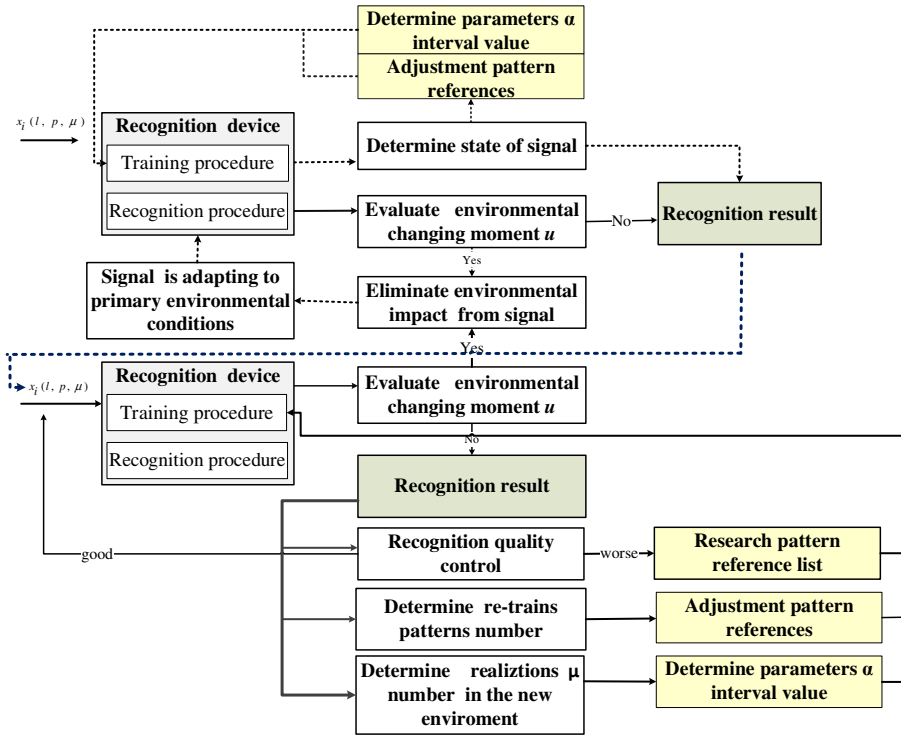 Determine parameters α
interval value
Adjustment pattern
references
x_i (l, p, μ)
Recognition device
Training procedure
Recognition procedure
Determine state of signal
Evaluate environmental
changing moment u
No
Recognition result
Yes
Signal is adapting to
primary environmental
conditions
Eliminate environmental
impact from signal
Yes
x_i (l, p, μ)
Recognition device
Training procedure
Recognition procedure
Evaluate environmental
changing moment u
No
Recognition result
good
Recognition quality
control
worse
Research pattern
reference list
Determine re-trains
patterns number
Adjustment pattern
references
Determine realiztions μ
number in the new
enviroment
Determine parameters α
interval value